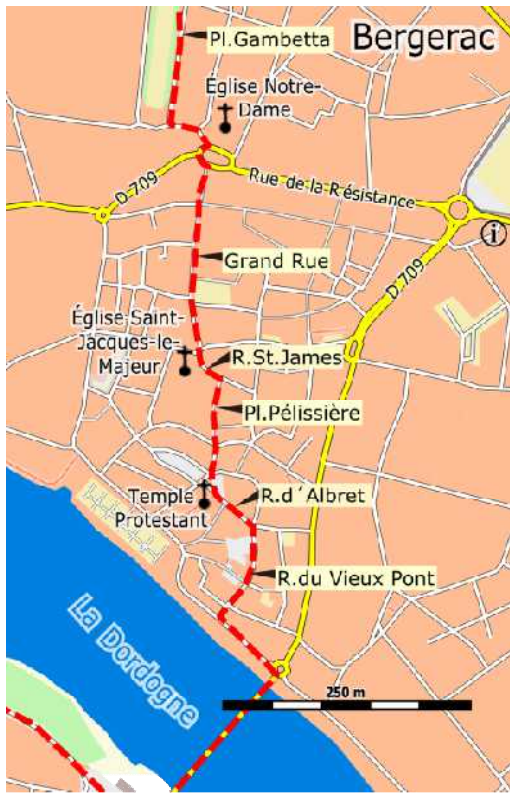 Pl.Gambetta
Bergerac
Église Notre-
Dame
D 709
Rue de la Résistance
i
Grand Rue
D 709
Église Saint-
Jacques-le-
Majeur
R.St.James
Pl.Pélissière
Temple
Protestant
R.d´Albret
R.du Vieux Pont
La Dordogne
250 m